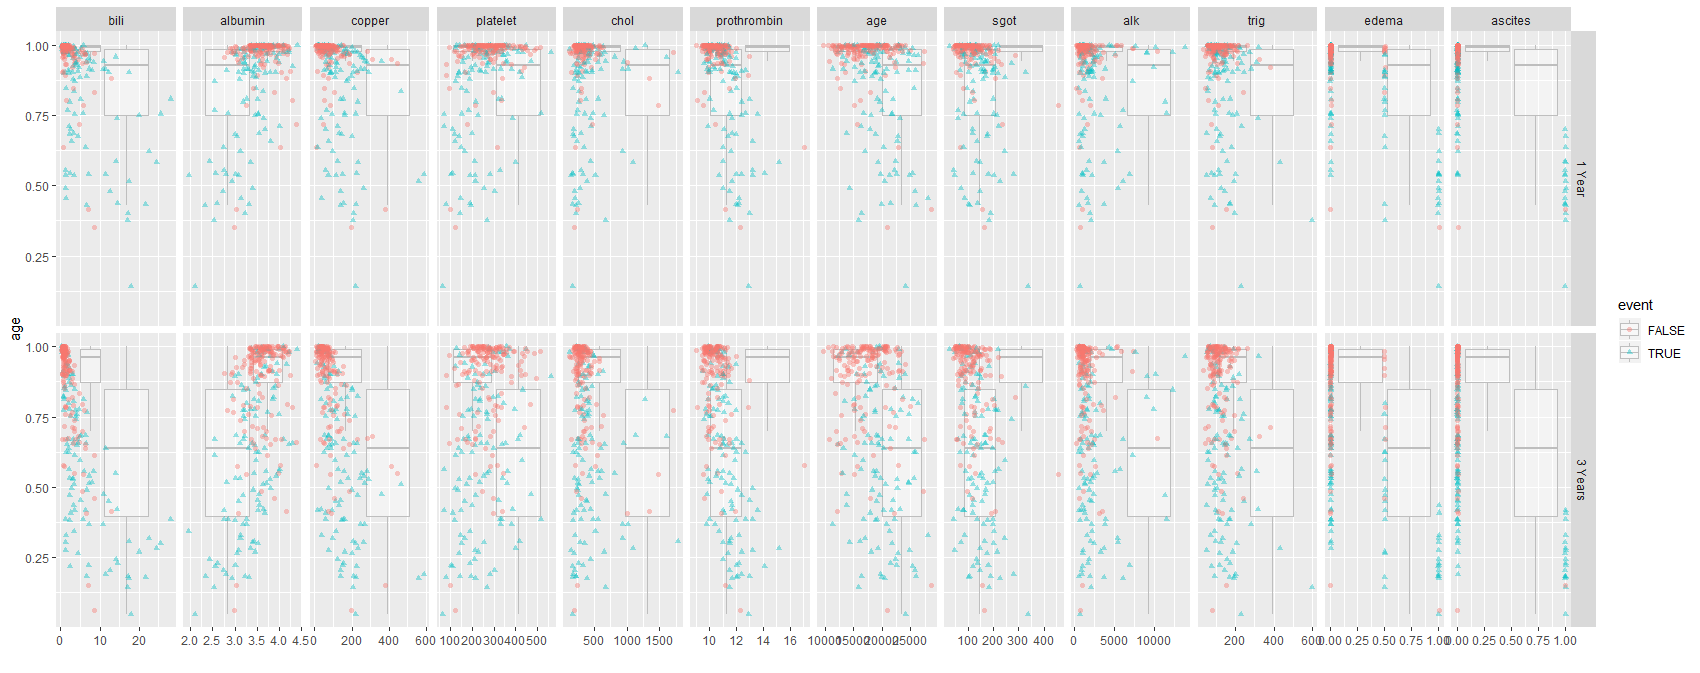 bili albumin copper platelet chol prothrombin age sgot alk trig edema ascites
1.00
0.75
0.50
0.25
1 Year
age
1.00
0.75
0.50
0.25
3 Years
event
FALSE
TRUE
0 10 20 2.0 2.5 3.0 3.5 4.0 4.5 0 200 400 600 100 200 300 400 500 500 1000 1500 10 12 14 16 10000 15000 20000 25000 100 200 300 400 0 5000 10000 200 400 600 0.00 0.25 0.50 0.75 1.00 0.00 0.25 0.50 0.75 1.00